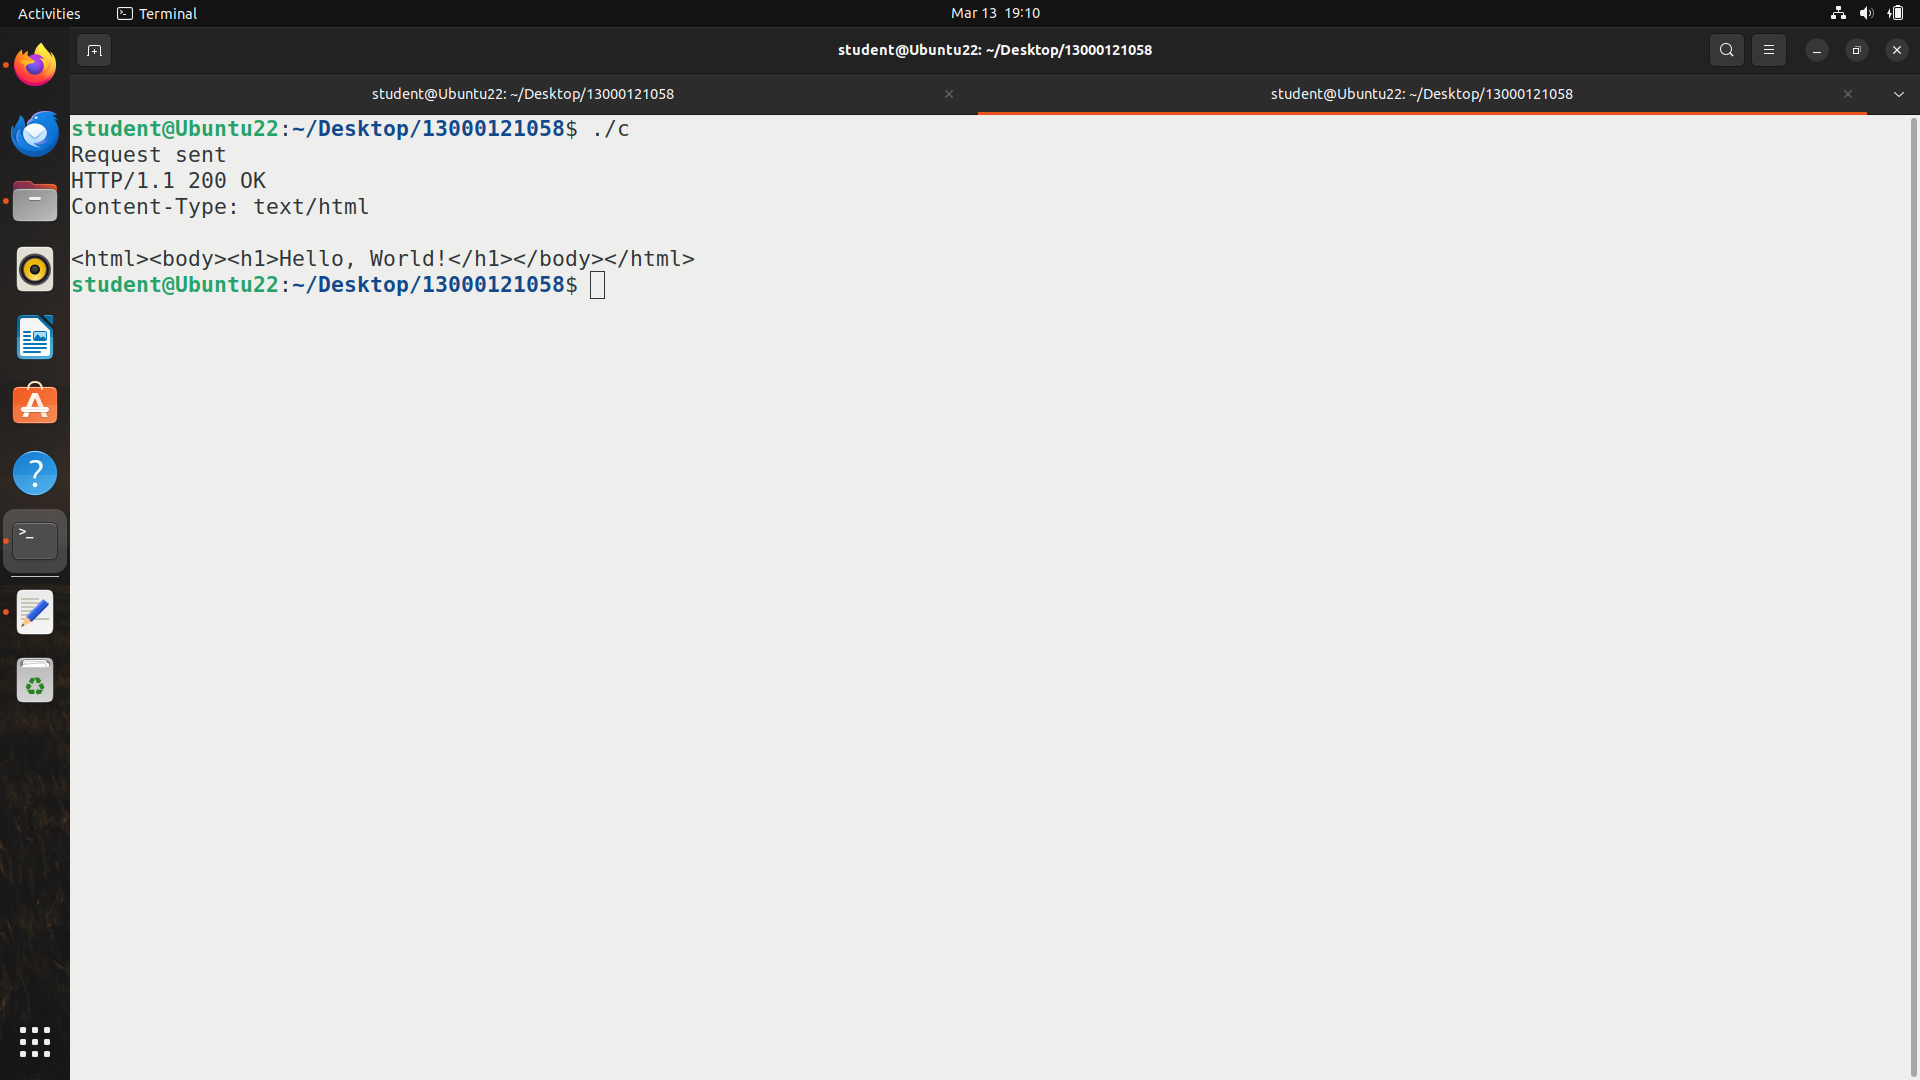 Activities Terminal Mar 13 19:10
student@Ubuntu22: ~/Desktop/13000121058
student@Ubuntu22: ~/Desktop/13000121058 student@Ubuntu22: ~/Desktop/13000121058
student@Ubuntu22:~/Desktop/13000121058$ ./c
Request sent
HTTP/1.1 200 OK
Content-Type: text/html
<html><body><h1>Hello, World!</h1></body></html>
student@Ubuntu22:~/Desktop/13000121058$